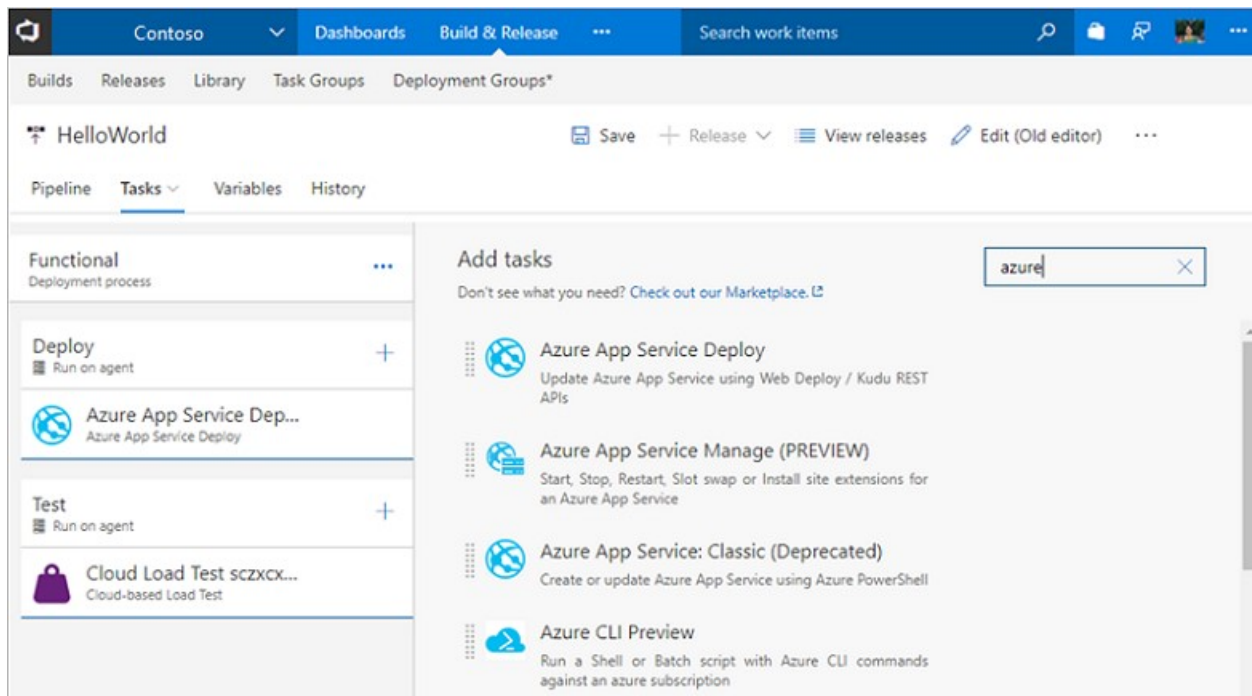 Contoso
Dashboards
Build & Release
Search work items
Builds
Releases
Library
Task Groups
Deployment Groups*
HelloWorld
Save
Release
View releases
Edit (Old editor)
Pipeline
Tasks
Variables
History
Functional
Deployment process
Deploy
Run on agent
Azure App Service Dep...
Azure App Service Deploy
Test
Run on agent
Cloud Load Test sczxcx...
Cloud-based Load Test
Add tasks
azure
Don't see what you need? Check out our Marketplace.
Azure App Service Deploy
Update Azure App Service using Web Deploy / Kudu REST
APIs
Azure App Service Manage (PREVIEW)
Start, Stop, Restart, Slot swap or Install site extensions for
an Azure App Service
Azure App Service: Classic (Deprecated)
Create or update Azure App Service using Azure PowerShell
Azure CLI Preview
Run a Shell or Batch script with Azure CLI commands
against an azure subscription